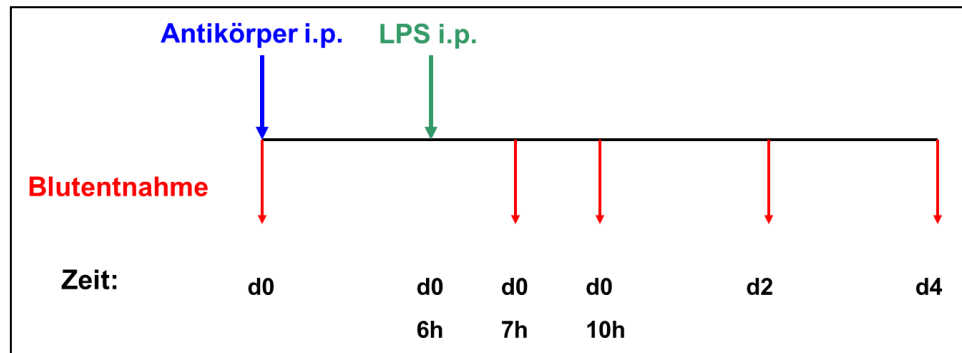 Antikörper i.p. LPS i.p.
Blutentnahme
Zeit: d0 d0 d0 d0 d2 d4
6h 7h 10h